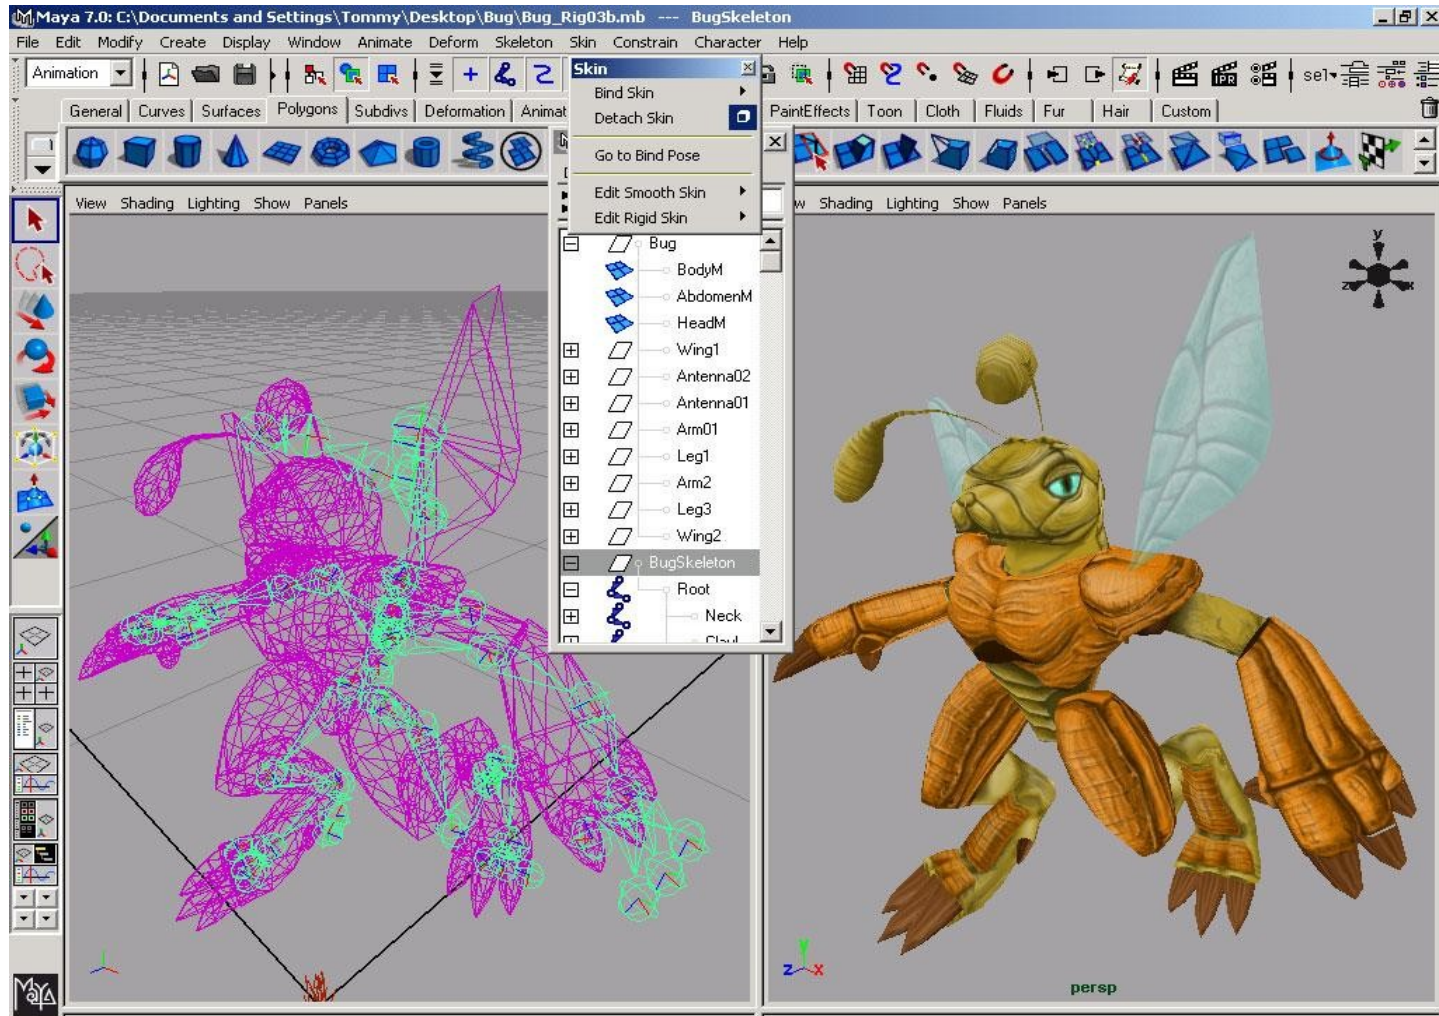 Maya 7.0: C:\Documents and Settings\Tommy\Desktop\Bug\Bug_Rig03b.mb --- BugSkeleton
File Edit Modify Create Display Window Animate Deform Skeleton Skin Constrain Character Help
Animation
IPR
sel
General Curves Surfaces Polygons Subdivs Deformation Animat
PaintEffects Toon Cloth Fluids Fur Hair Custom
Skin
Bind Skin
Detach Skin
Go to Bind Pose
Edit Smooth Skin
Edit Rigid Skin
View Shading Lighting Show Panels
w Shading Lighting Show Panels
Bug
BodyM
AbdomenM
HeadM
Wing1
Antenna02
Antenna01
Arm01
Leg1
Arm2
Leg3
Wing2
BugSkeleton
Root
Neck
y
z
x
y
z
x
persp
MAYA